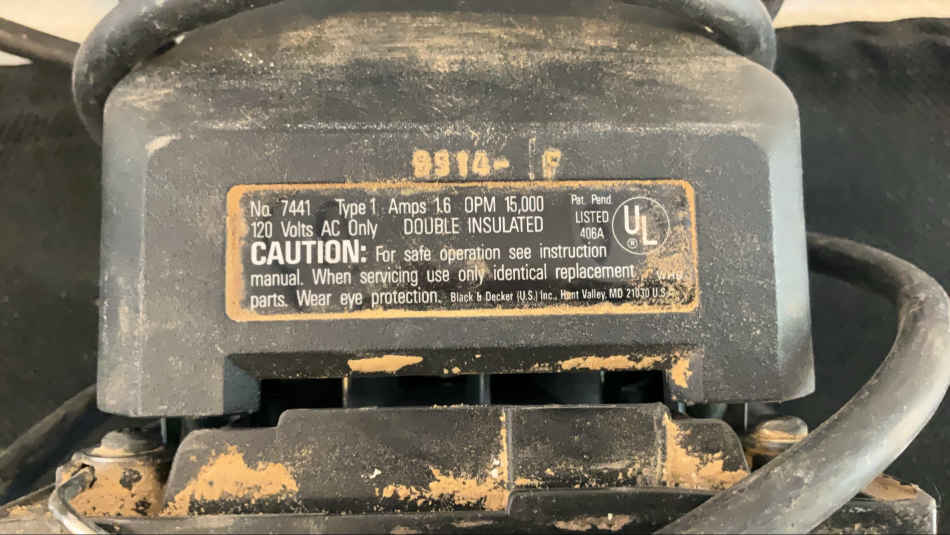 9914- F
No. 7441 Type 1 Amps 1.6 OPM 15,000
120 Volts AC Only DOUBLE INSULATED
Pat. Pend.
LISTED
406A
UL
®
CAUTION: For safe operation see instruction
manual. When servicing use only identical replacement
parts. Wear eye protection. Black & Decker (U.S.) Inc., Hunt Valley, MD 21030 U.S.A.